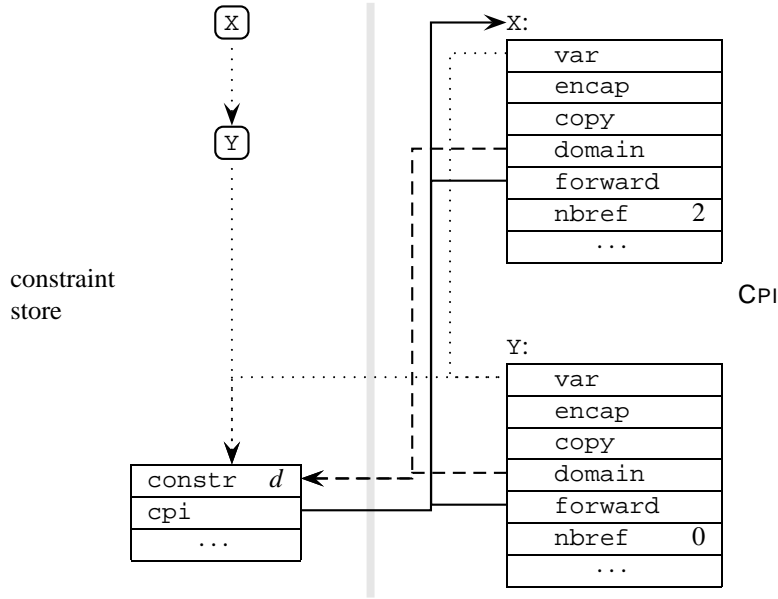 X
Y
constraint
store
constr d
cpi
...
X:
var
encap
copy
domain
forward
nbref 2
...
CPI
Y:
var
encap
copy
domain
forward
nbref 0
...